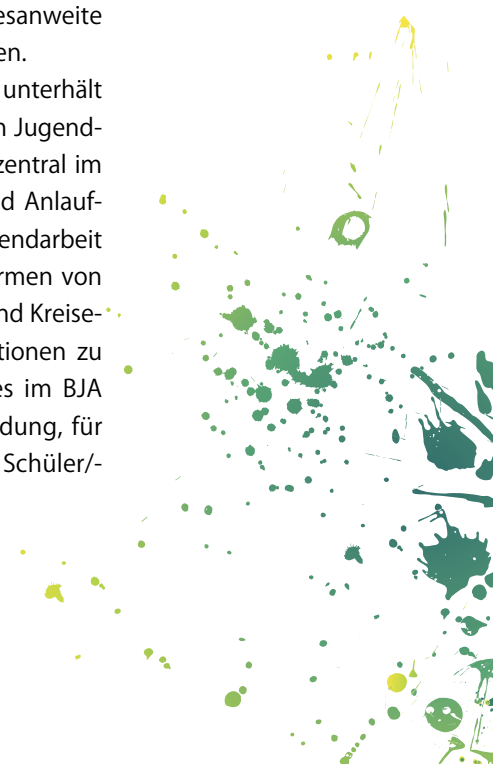 esanweite
en.
unterhält
n Jugend-
zentral im
d Anlauf-
endarbeit
rmen von
nd Kreise-
tionen zu
es im BJA
dung, für
Schüler/-